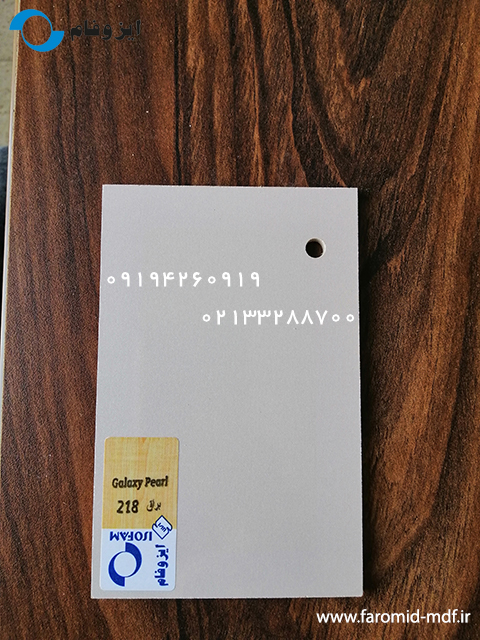 ایزوفام
۰۹۱۹۴۲۶۰۹۱۹
۰۲۱۳۳۲۸۸۷۰۰
Galaxy Pearl
218 براق
ISOFAM
ایزوفام
www.faromid-mdf.ir